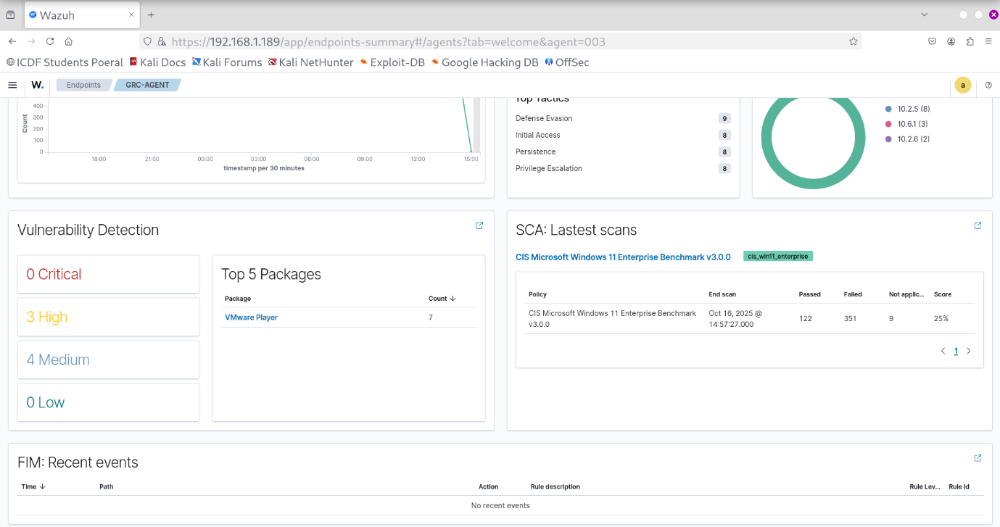 Wazuh
https://192.168.1.189/app/endpoints-summary#/agents?tab=welcome&agent=003
ICDF Students Poeral Kali Docs Kali Forums Kali NetHunter Exploit-DB Google Hacking DB OffSec
W. Endpoints GRC-AGENT a
Count
400
300
200
100
0
18:00 21:00 00:00 03:00 06:00 09:00 12:00 15:00
timestamp per 30 minutes
Top Tactics
Defense Evasion 9
Initial Access 8
Persistence 8
Privilege Escalation 8
10.2.5 (8)
10.6.1 (3)
10.2.6 (2)
Vulnerability Detection
0 Critical
3 High
4 Medium
0 Low
Top 5 Packages
Package Count
VMware Player 7
SCA: Lastest scans
CIS Microsoft Windows 11 Enterprise Benchmark v3.0.0 cis_win11_enterprise
Policy End scan Passed Failed Not applic... Score
CIS Microsoft Windows 11 Enterprise Benchmark Oct 16, 2025 @ 122 351 9 25%
v3.0.0 14:57:27.000
1
FIM: Recent events
Time Path Action Rule description Rule Lev... Rule Id
No recent events